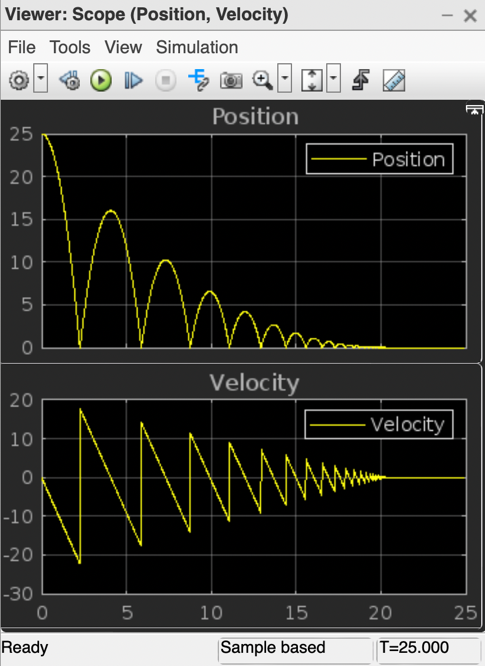 Viewer: Scope (Position, Velocity)
File Tools View Simulation
Position
Position
25
20
15
10
5
0
Velocity
Velocity
20
10
0
-10
-20
-30
0 5 10 15 20 25
Ready Sample based T=25.000